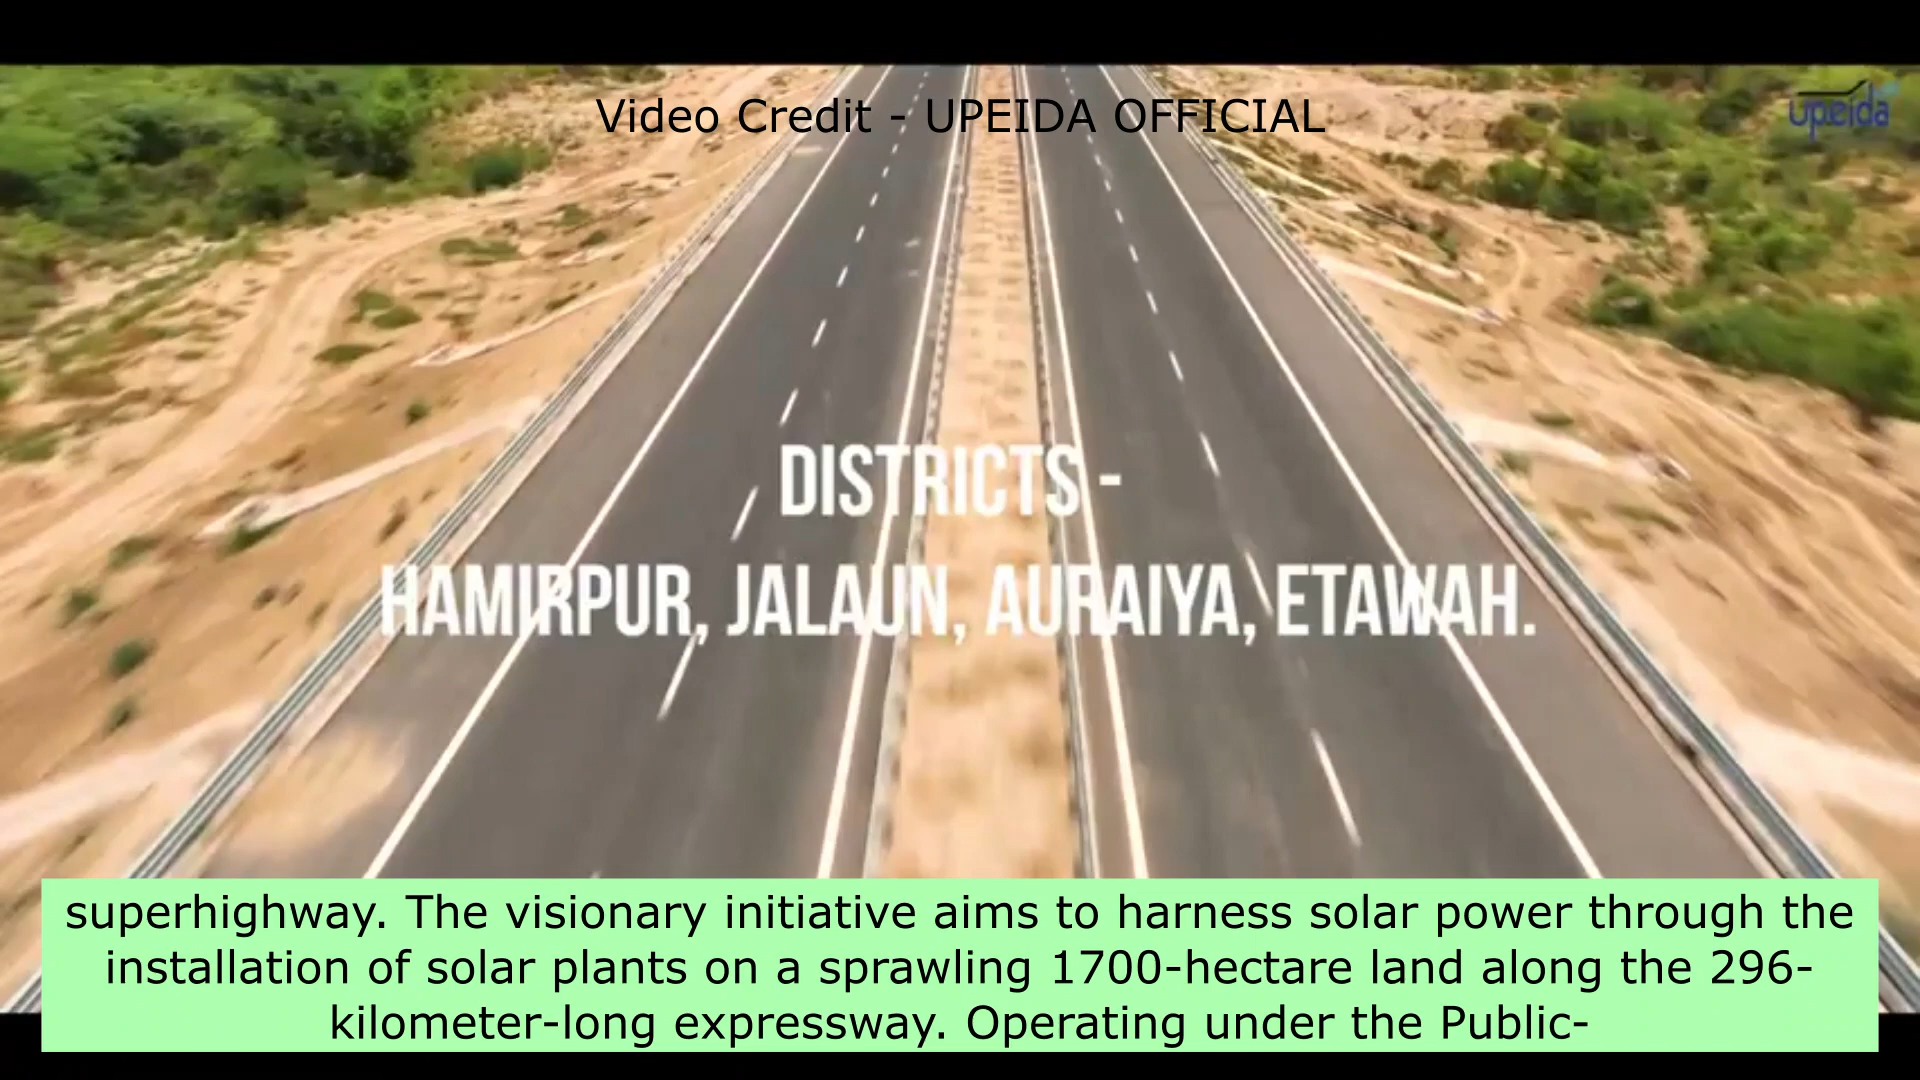 Video Credit - UPEIDA OFFICIAL
upeida
DISTRICTS -
HAMIRPUR, JALAUN, AURAIYA, ETAWAH.
superhighway. The visionary initiative aims to harness solar power through the
installation of solar plants on a sprawling 1700-hectare land along the 296-
kilometer-long expressway. Operating under the Public-